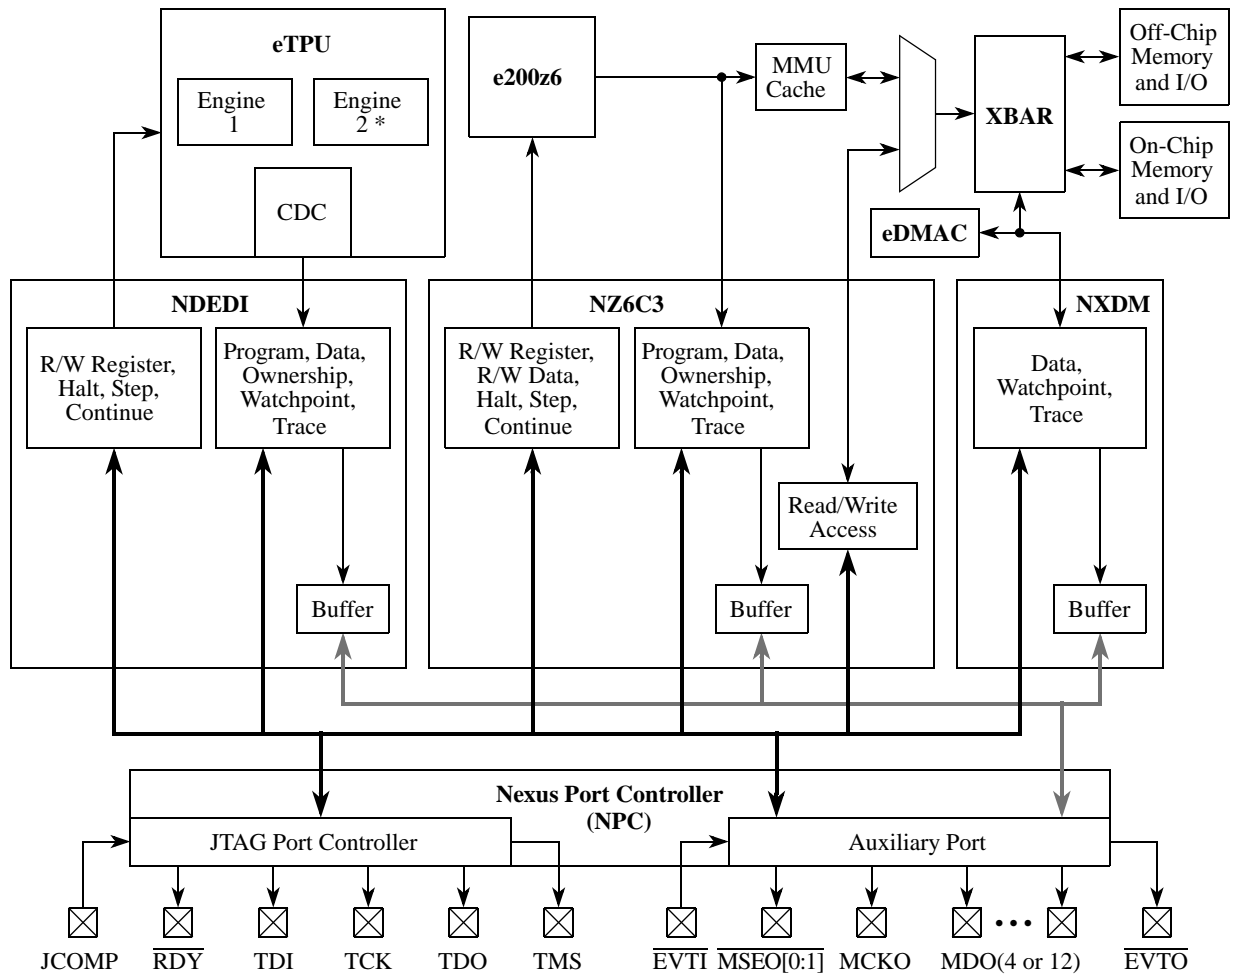 eTPU
Engine
1
Engine
2 *
CDC
e200z6
MMU
Cache
XBAR
Off-Chip
Memory
and I/O
On-Chip
Memory
and I/O
eDMAC
NDEDI
R/W Register,
Halt, Step,
Continue
Program, Data,
Ownership,
Watchpoint,
Trace
Buffer
NZ6C3
R/W Register,
R/W Data,
Halt, Step,
Continue
Program, Data,
Ownership,
Watchpoint,
Trace
Read/Write
Access
Buffer
NXDM
Data,
Watchpoint,
Trace
Buffer
Nexus Port Controller
(NPC)
JTAG Port Controller
Auxiliary Port
JCOMP
RDY
TDI
TCK
TDO
TMS
EVTI
MSEO[0:1]
MCKO
MDO(4 or 12)
EVTO